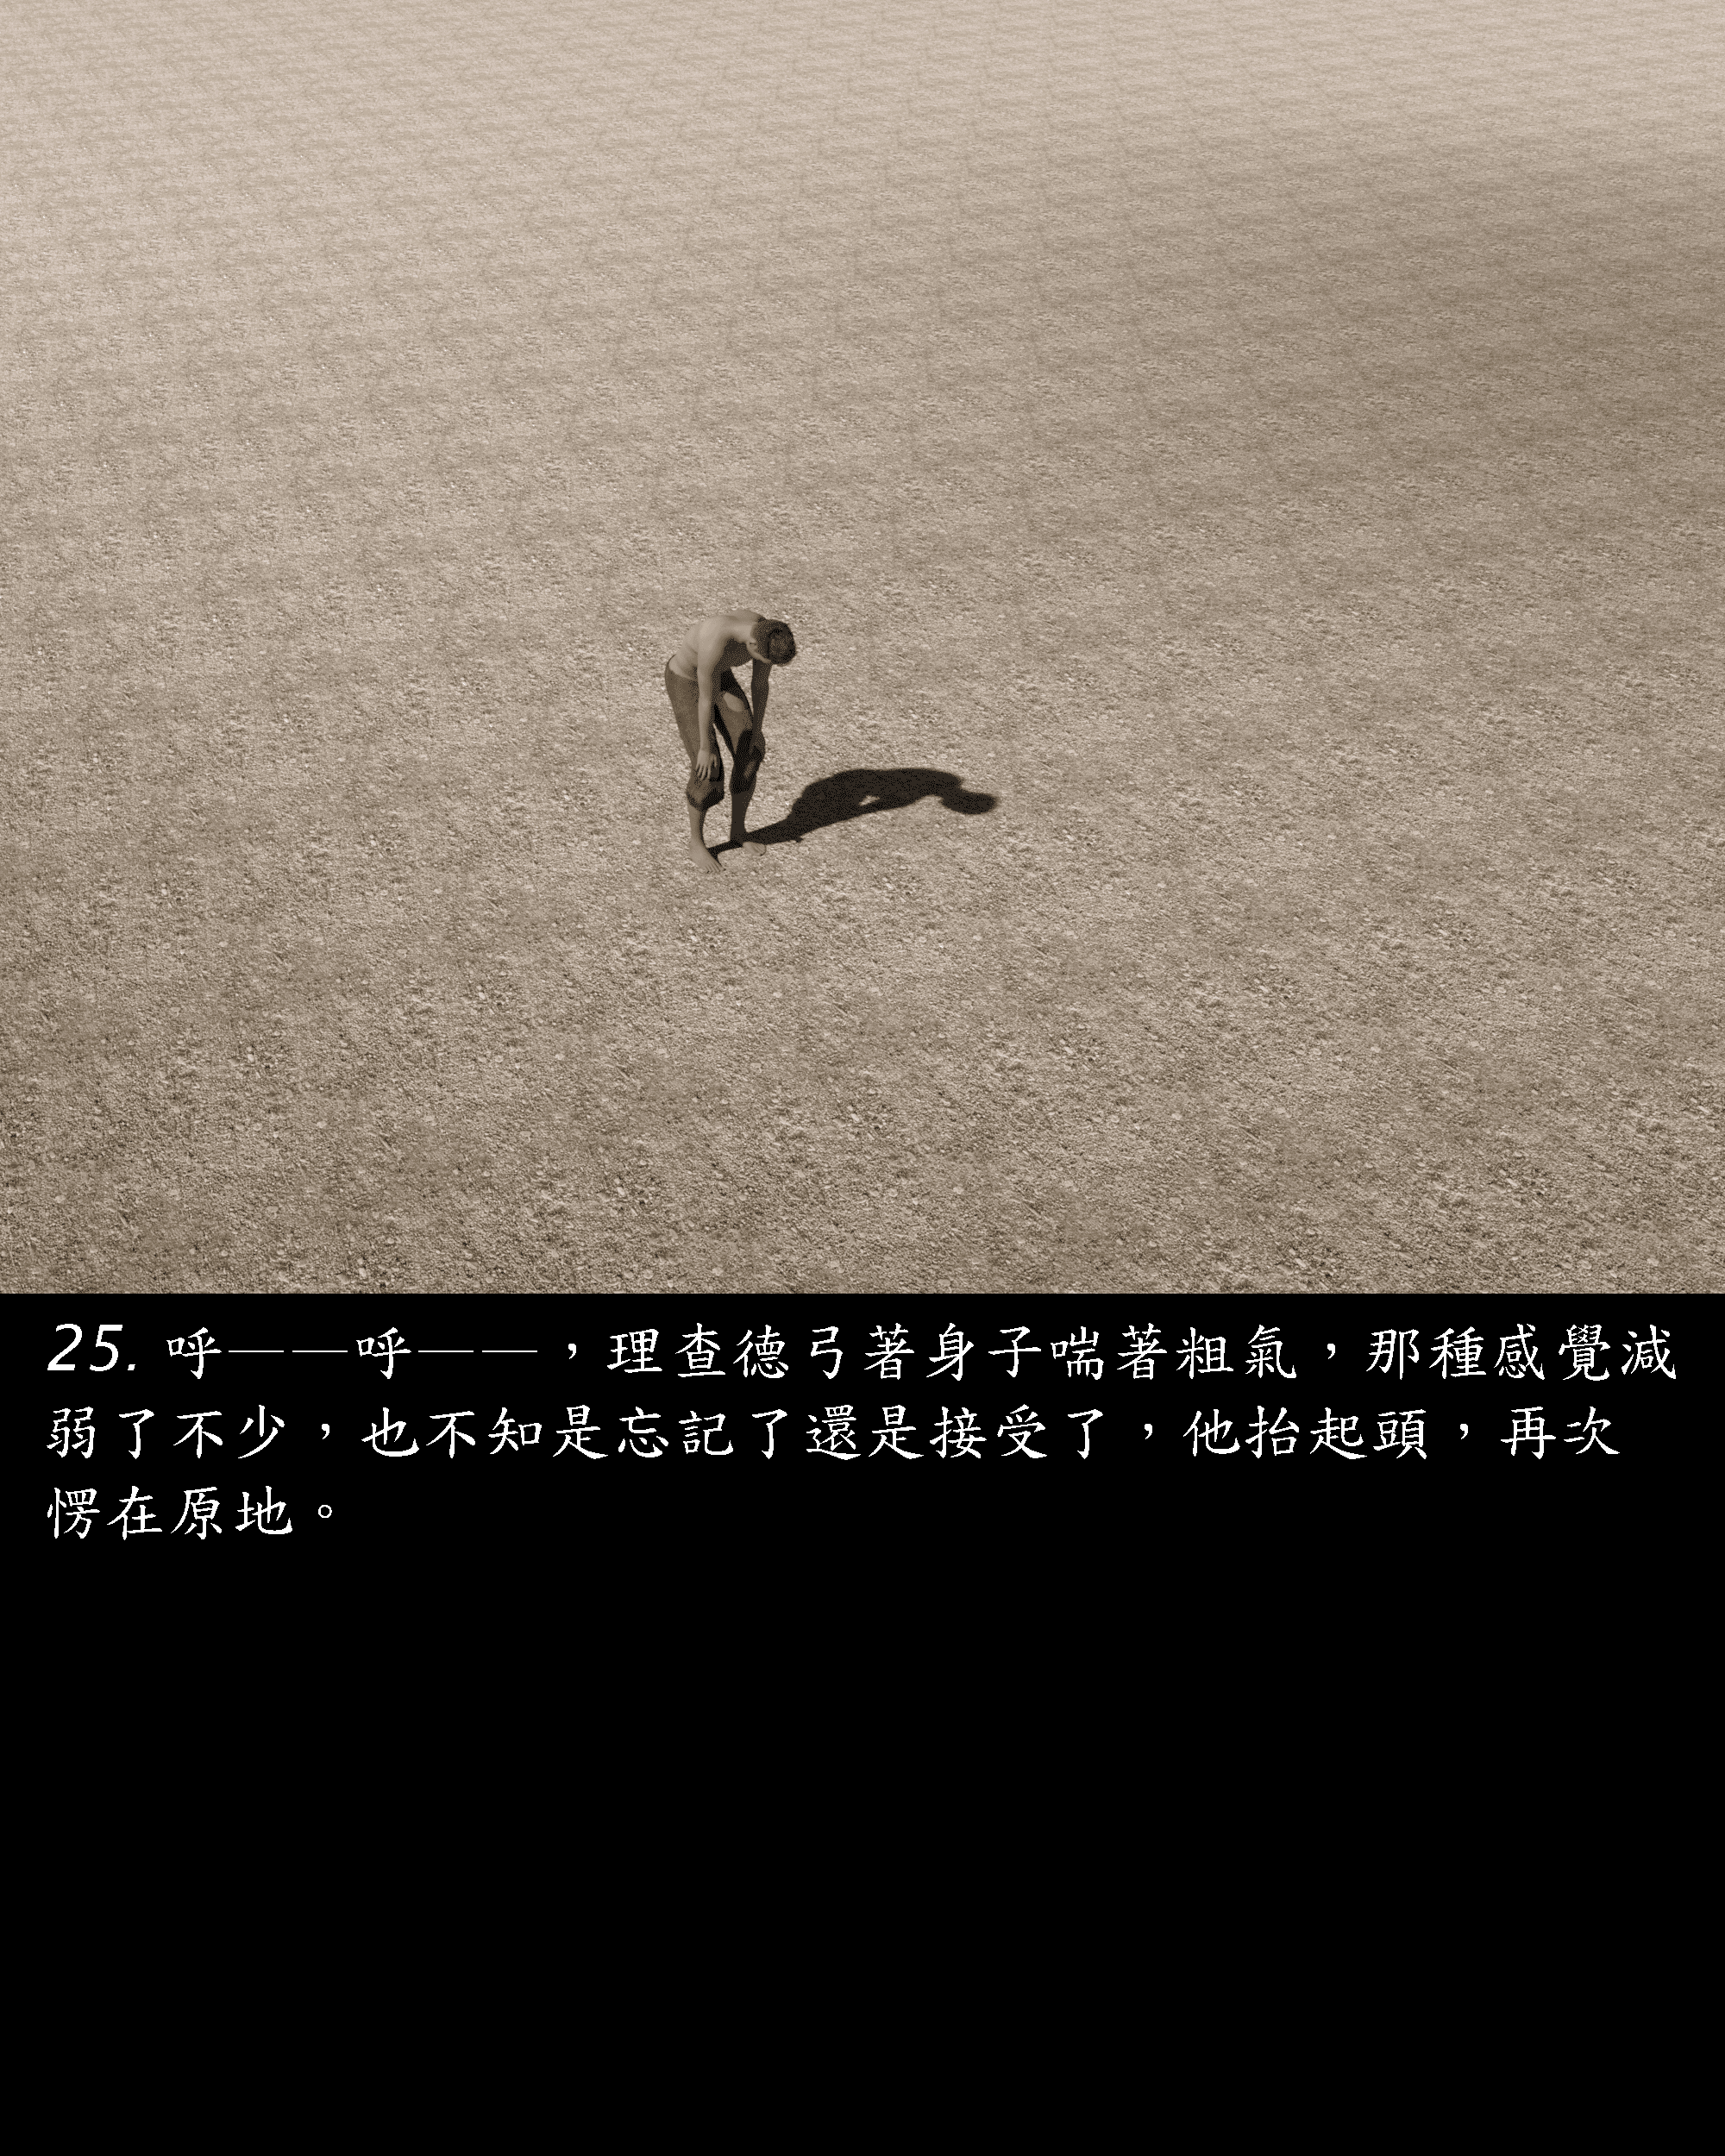 25. 呼——呼——，理查德弓著身子喘著粗氣，那種感覺減
弱了不少，也不知是忘記了還是接受了，他抬起頭，再次
愣在原地。